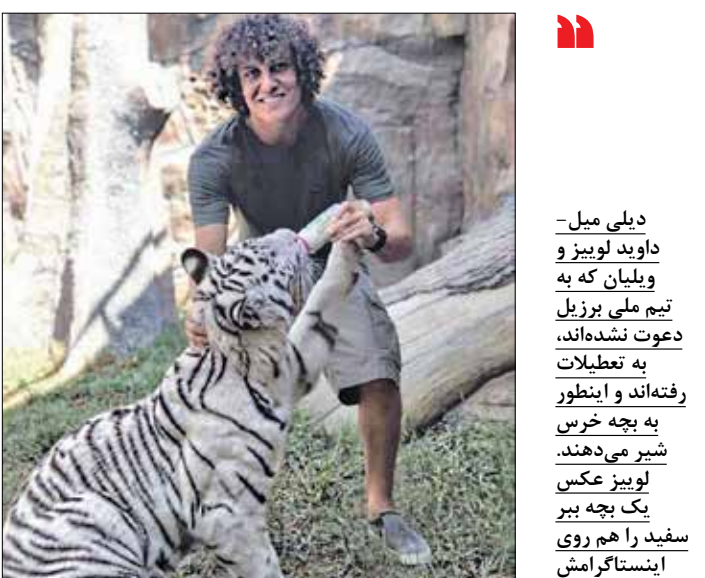 دیلی میل-
داوید لوییز و
ویلیان که به
تیم ملی برزیل
دعوت نشده‌اند،
به تعطیلات
رفته‌اند و اینطور
به بچه خرس
شیر می‌دهند.
لوییز عکس
یک بچه ببر
سفید را هم روی
اینستاگرامش